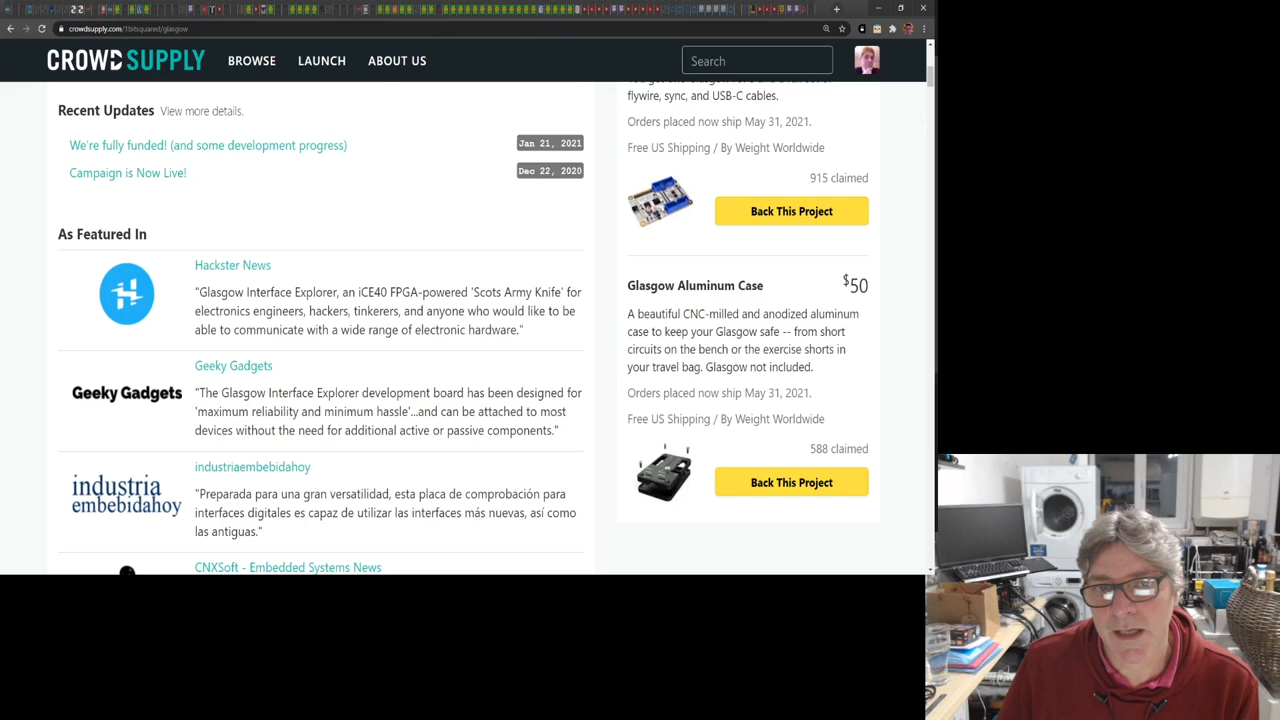 crowdsupply.com/1bitsquared/glasgow
CROWD SUPPLY
BROWSE
LAUNCH
ABOUT US
Search
Recent Updates View more details.
We're fully funded! (and some development progress)
Jan 21, 2021
Campaign is Now Live!
Dec 22, 2020
As Featured In
Hackster News
"Glasgow Interface Explorer, an iCE40 FPGA-powered 'Scots Army Knife' for
electronics engineers, hackers, tinkerers, and anyone who would like to be
able to communicate with a wide range of electronic hardware."
Geeky Gadgets
Geeky Gadgets
"The Glasgow Interface Explorer development board has been designed for
'maximum reliability and minimum hassle'...and can be attached to most
devices without the need for additional active or passive components."
industria
embebidahoy
industriaembebidahoy
"Preparada para una gran versatilidad, esta placa de comprobación para
interfaces digitales es capaz de utilizar las interfaces más nuevas, así como
las antiguas."
CNXSoft - Embedded Systems News
flywire, sync, and USB-C cables.
Orders placed now ship May 31, 2021.
Free US Shipping / By Weight Worldwide
915 claimed
Back This Project
Glasgow Aluminum Case
$50
A beautiful CNC-milled and anodized aluminum
case to keep your Glasgow safe -- from short
circuits on the bench or the exercise shorts in
your travel bag. Glasgow not included.
Orders placed now ship May 31, 2021.
Free US Shipping / By Weight Worldwide
588 claimed
Back This Project